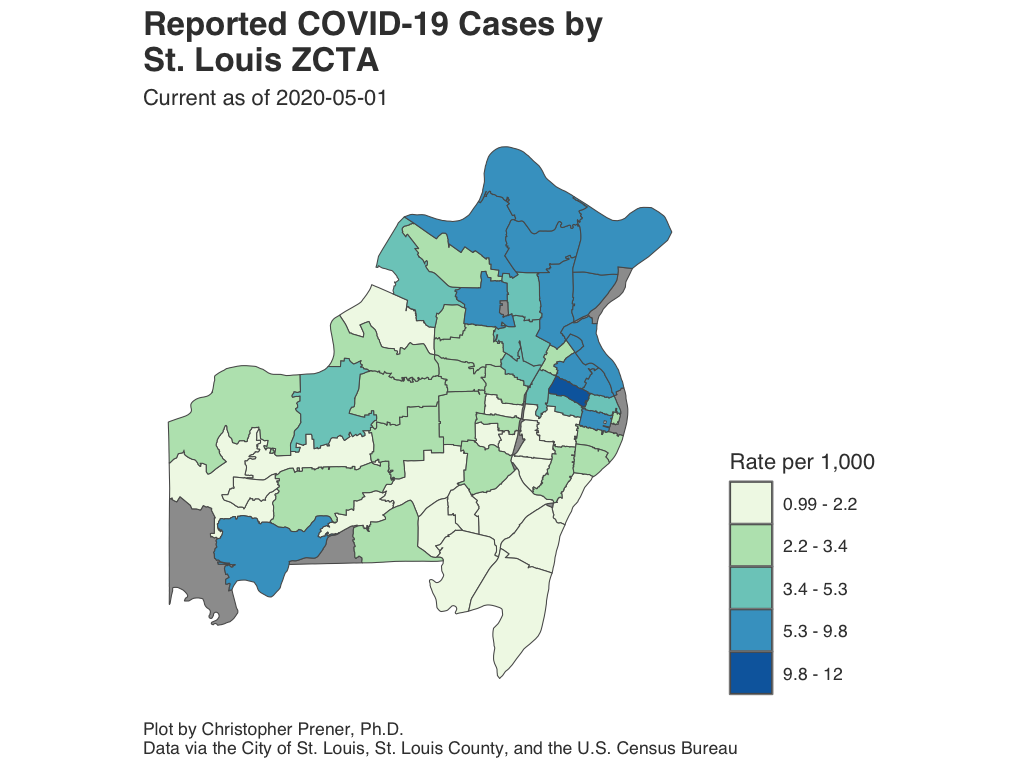 Reported COVID-19 Cases by
St. Louis ZCTA
Current as of 2020-05-01
Rate per 1,000
0.99 - 2.2
2.2 - 3.4
3.4 - 5.3
5.3 - 9.8
9.8 - 12
Plot by Christopher Prener, Ph.D.
Data via the City of St. Louis, St. Louis County, and the U.S. Census Bureau